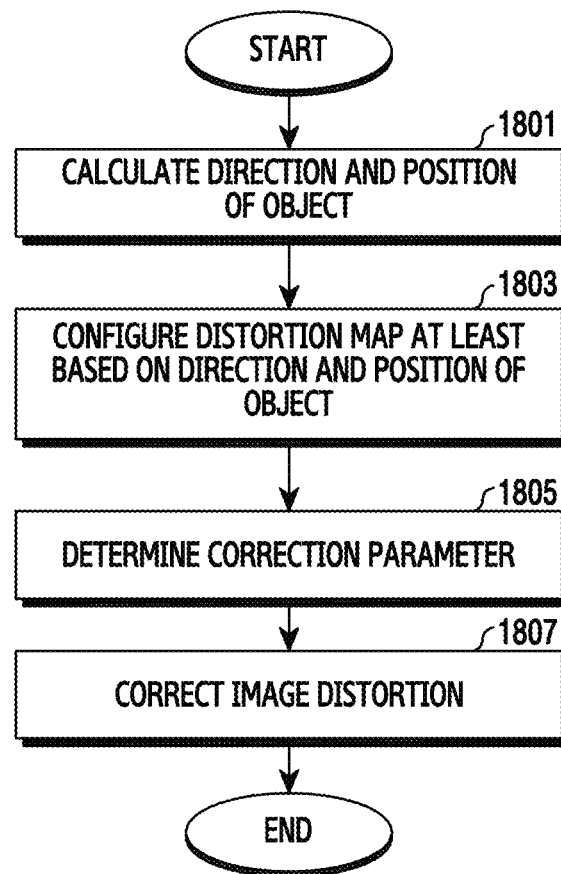 START
1801
CALCULATE DIRECTION AND POSITION
OF OBJECT
1803
CONFIGURE DISTORTION MAP AT LEAST
BASED ON DIRECTION AND POSITION OF
OBJECT
1805
DETERMINE CORRECTION PARAMETER
1807
CORRECT IMAGE DISTORTION
END